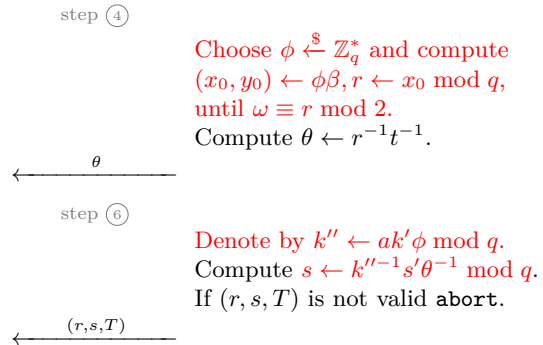 step ④
Choose ϕ ←$ ℤ_q^* and compute
(x₀, y₀) ← ϕβ, r ← x₀ mod q,
until ω ≡ r mod 2.
Compute θ ← r⁻¹t⁻¹.
θ
step ⑥
Denote by k″ ← ak′ϕ mod q.
Compute s ← k″⁻¹s′θ⁻¹ mod q.
If (r, s, T) is not valid abort.
(r,s,T)